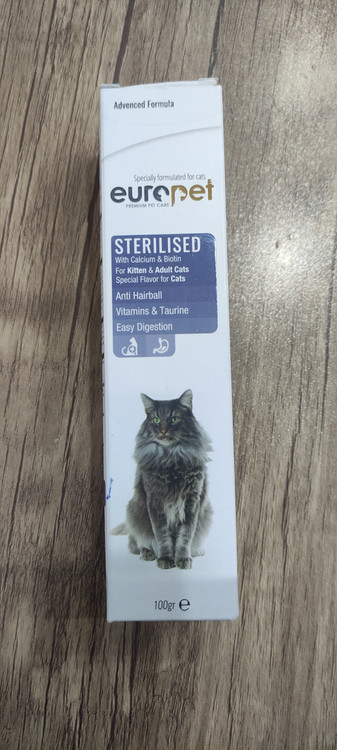 Advenced Formula
Specially formulated for cats
europet
PREMIUM PET CARE
STERILISED
With Calcium & Biotin
For Kitten & Adult Cats
Special Flavor for Cats
Anti Hairball
Vitamins & Taurine
Easy Digestion
100gr ℮